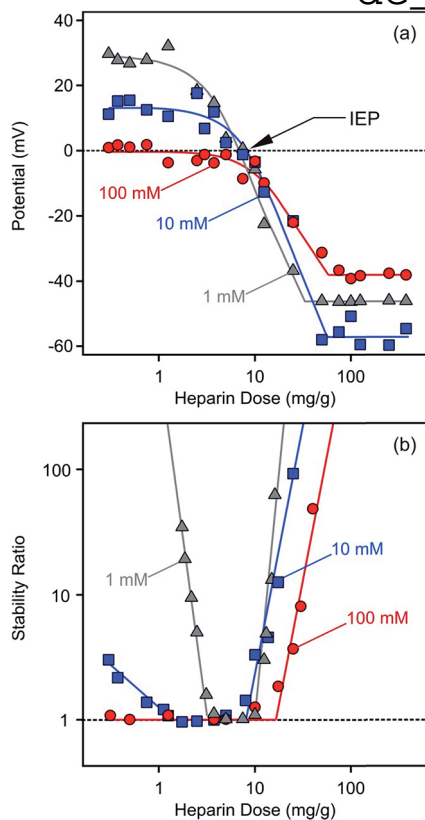 (a)
40
20
0
-20
-40
-60
Potential (mV)
IEP
100 mM
10 mM
1 mM
1 10 100
Heparin Dose (mg/g)
(b)
100
10
1
Stability Ratio
1 mM
10 mM
100 mM
1 10 100
Heparin Dose (mg/g)